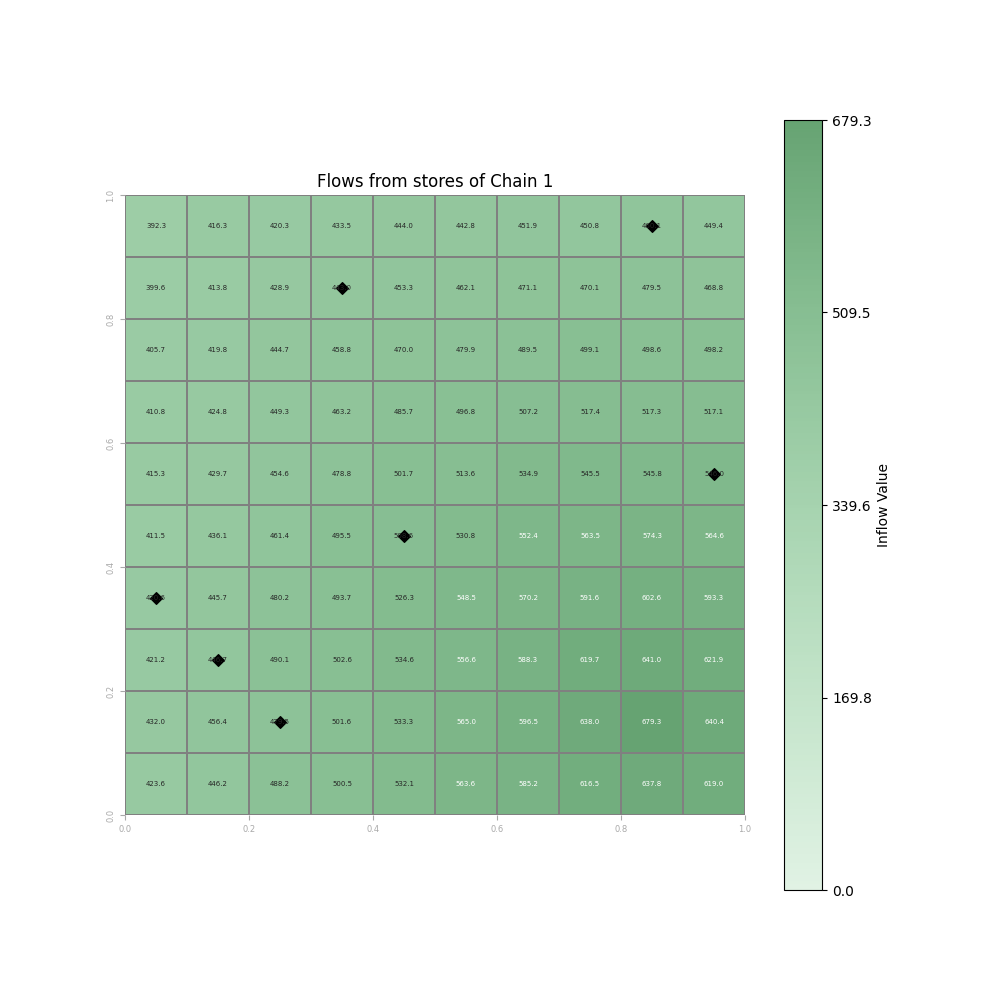 679.3
Flows from stores of Chain 1
1.0
392.3 416.3 420.3 433.5 444.0 442.8 451.9 450.8 449.4
399.6 413.8 428.9 453.3 462.1 471.1 470.1 479.5 468.8
0.8
509.5
405.7 419.8 444.7 458.8 470.0 479.9 489.5 499.1 498.6 498.2
410.8 424.8 449.3 463.2 485.7 496.8 507.2 517.4 517.3 517.1
0.6
415.3 429.7 454.6 478.8 501.7 513.6 534.9 545.5 545.8
Inflow Value
339.6
411.5 436.1 461.4 495.5 530.8 552.4 563.5 574.3 564.6
0.4
445.7 480.2 493.7 526.3 548.5 570.2 591.6 602.6 593.3
421.2 490.1 502.6 534.6 556.6 588.3 619.7 641.0 621.9
0.2
169.8
432.0 456.4 501.6 533.3 565.0 596.5 638.0 679.3 640.4
423.6 446.2 488.2 500.5 532.1 563.6 585.2 616.5 637.8 619.0
0.0
0.0 0.2 0.4 0.6 0.8 1.0
0.0